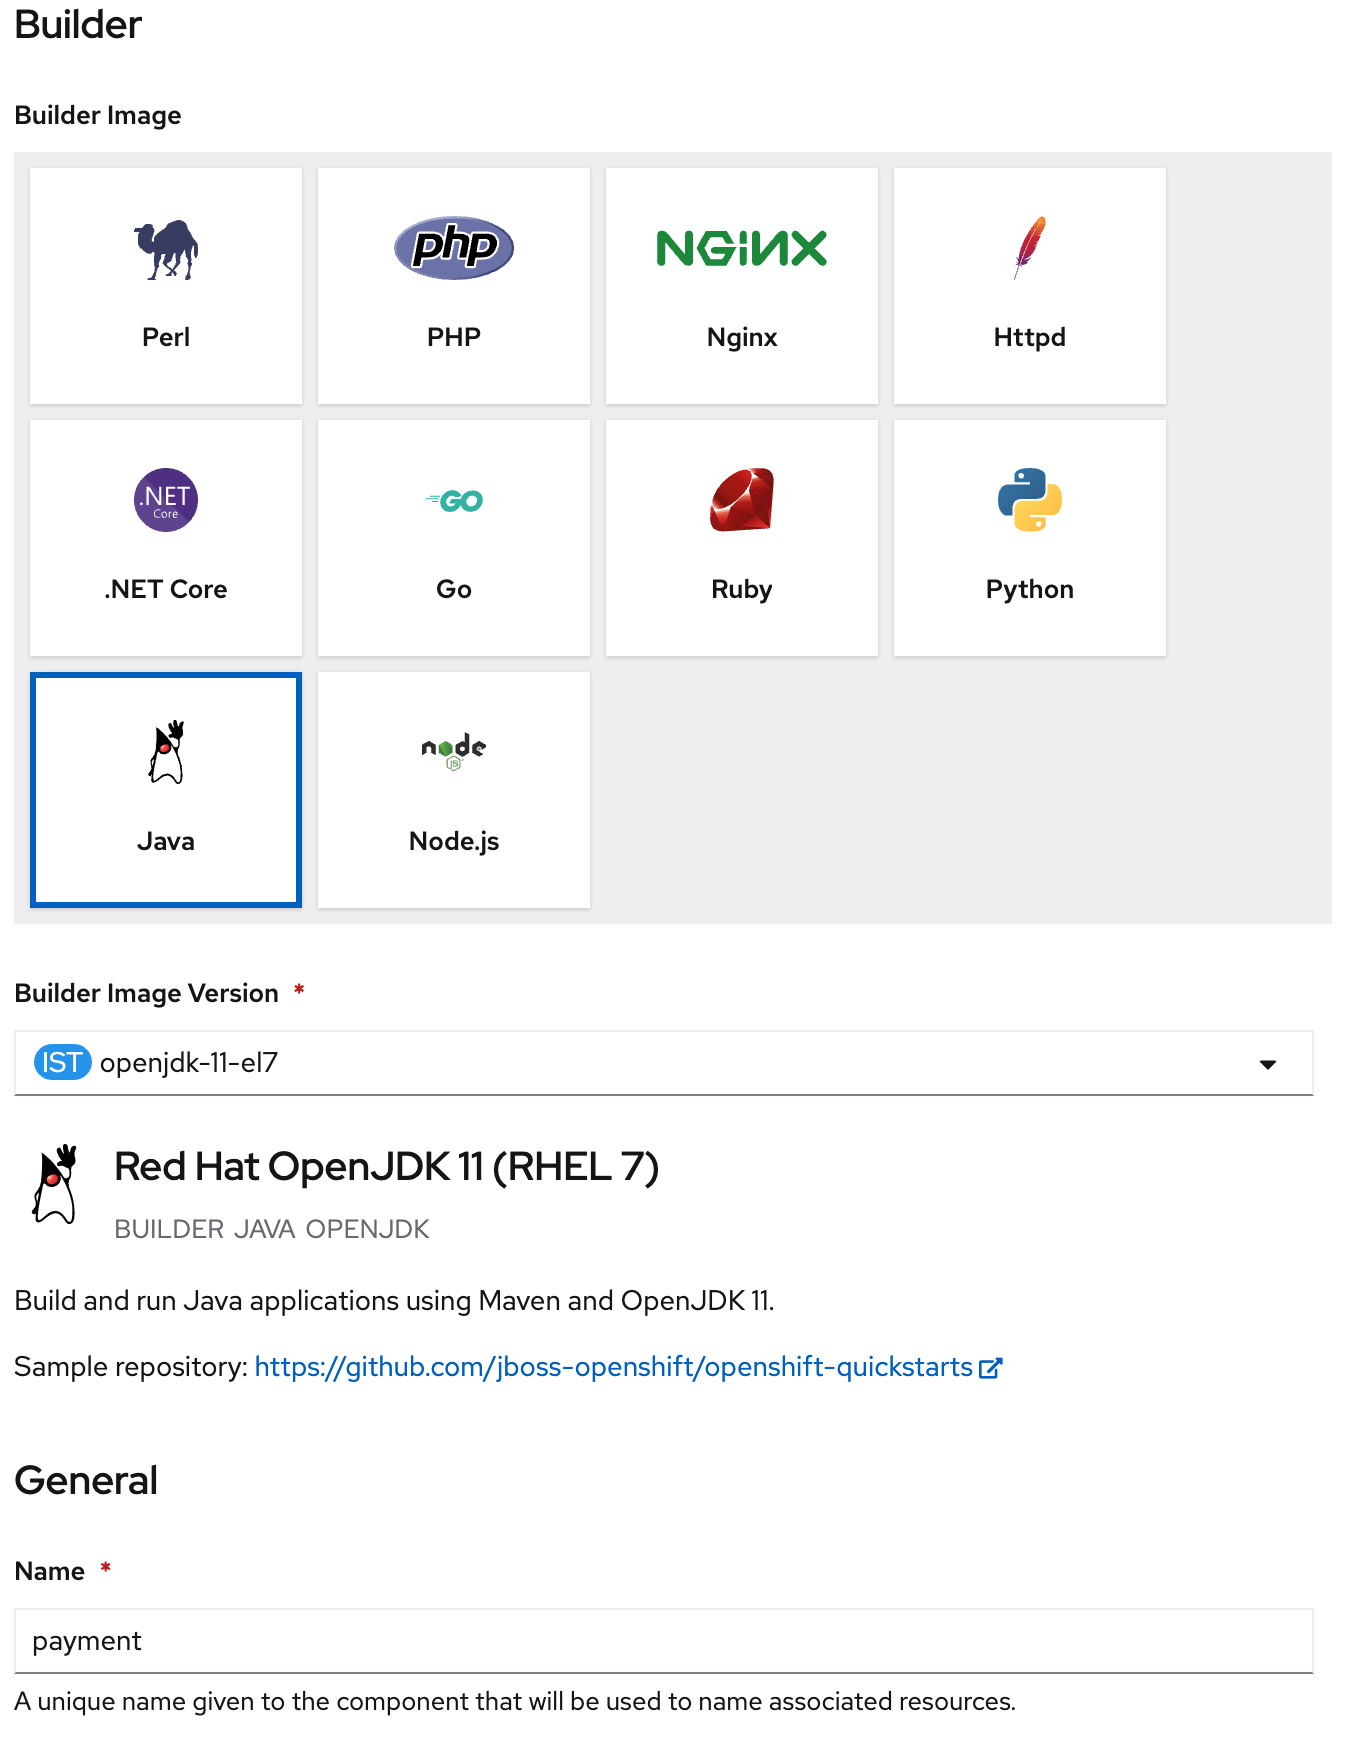 Builder
Builder Image
php
NGINX
Perl
PHP
Nginx
Httpd
.NET
Core
GO
.NET Core
Go
Ruby
Python
node
JS
Java
Node.js
Builder Image Version *
IST openjdk-11-el7
Red Hat OpenJDK 11 (RHEL 7)
BUILDER JAVA OPENJDK
Build and run Java applications using Maven and OpenJDK 11.
Sample repository: https://github.com/jboss-openshift/openshift-quickstarts
General
Name *
payment
A unique name given to the component that will be used to name associated resources.